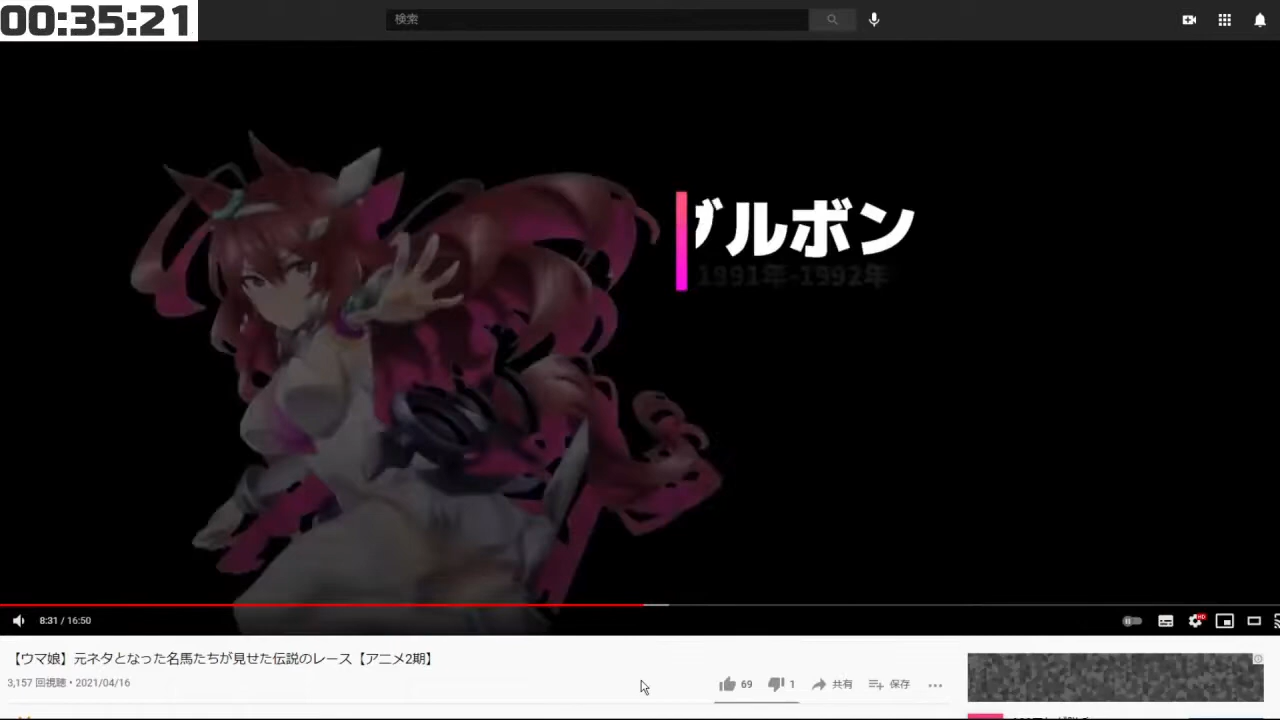 00:35:21
検索
グルボン
1991年-1992年
8:31 / 16:50
【ウマ娘】元ネタとなった名馬たちが見せた伝説のレース【アニメ2期】
3,157 回視聴・2021/04/16
69
1
共有
保存